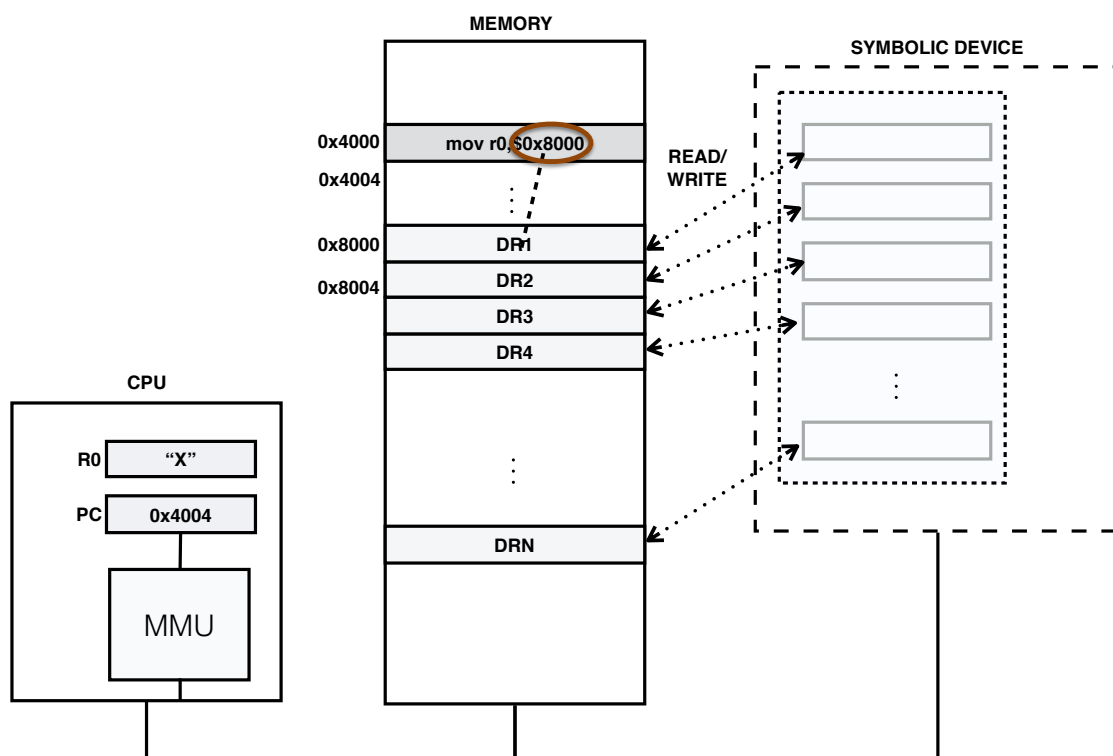 MEMORY
SYMBOLIC DEVICE
0x4000
mov r0,$0x8000
READ/
WRITE
0x4004
0x8000
DR1
DR2
0x8004
DR3
DR4
CPU
R0
“X”
PC
0x4004
DRN
MMU